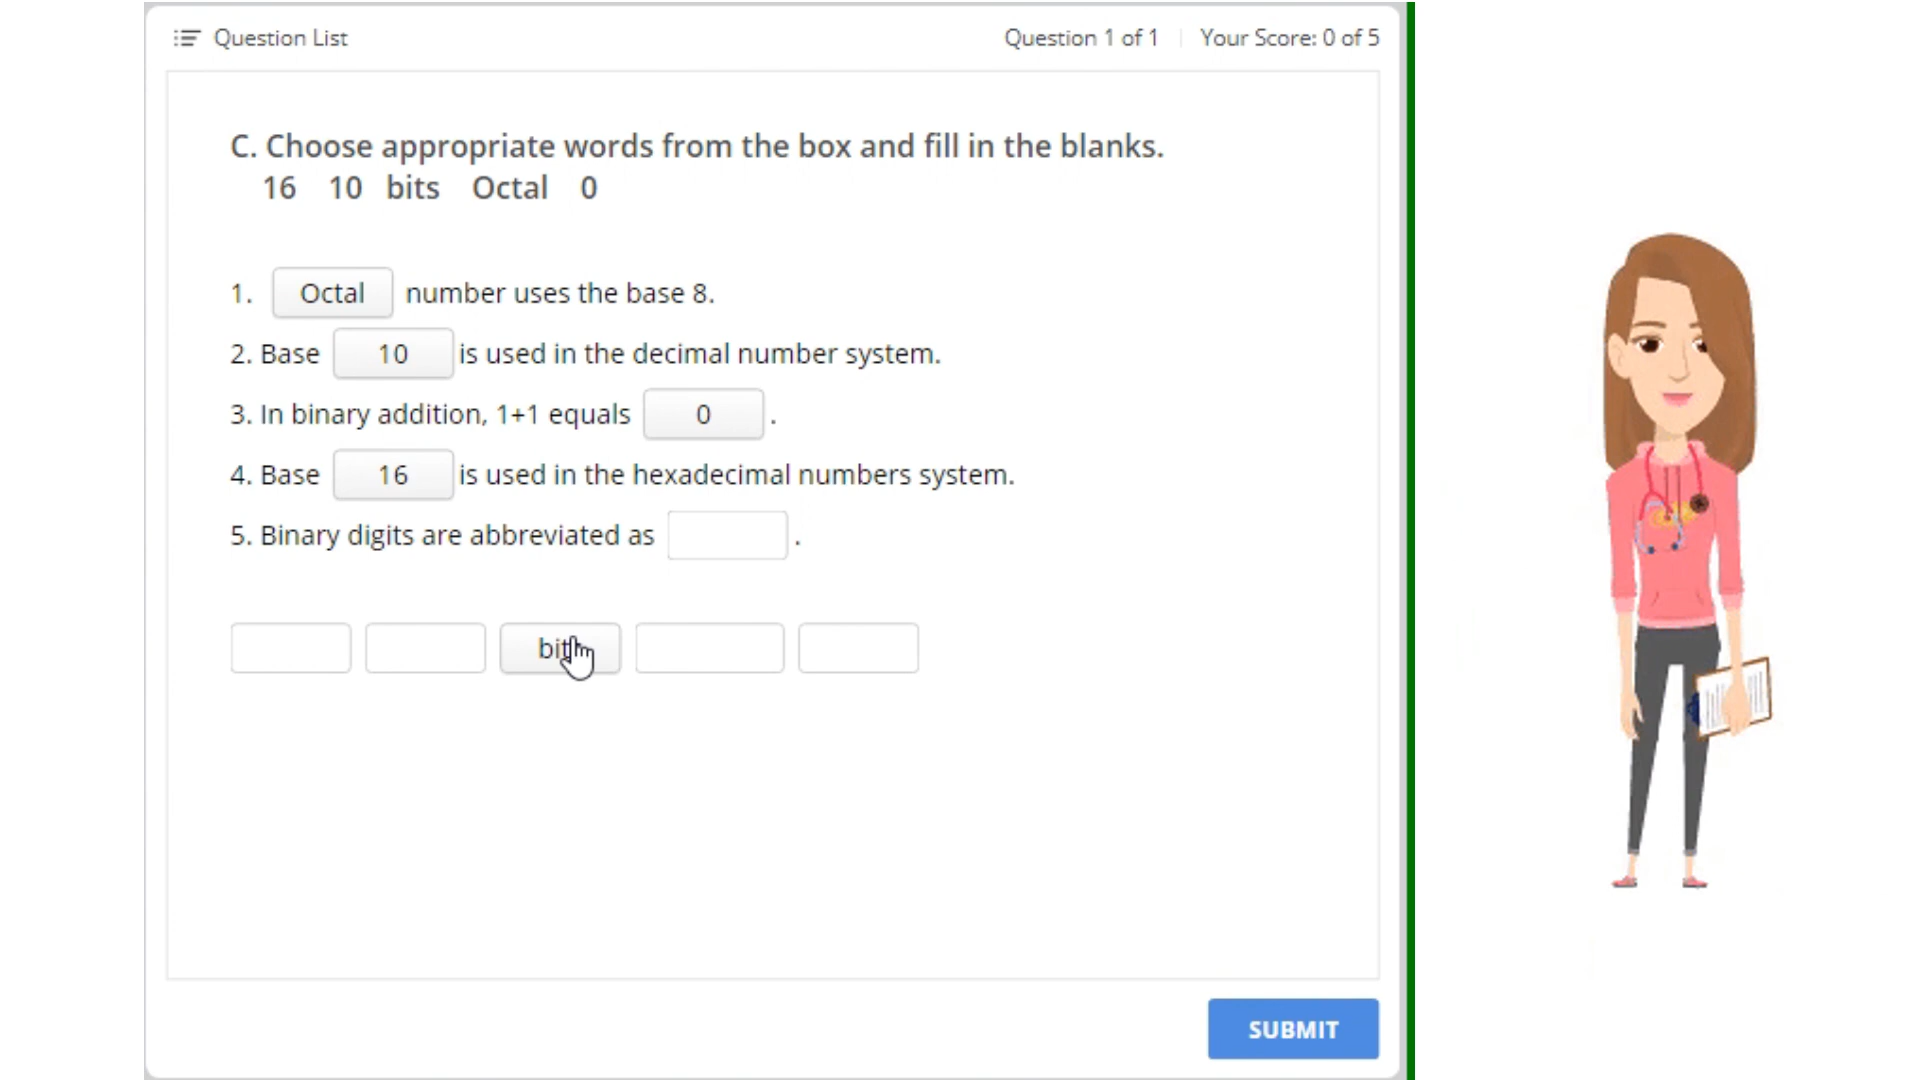 Question List
Question 1 of 1
Your Score: 0 of 5
C. Choose appropriate words from the box and fill in the blanks.
16 10 bits Octal 0
1. Octal number uses the base 8.
2. Base 10 is used in the decimal number system.
3. In binary addition, 1+1 equals 0 .
4. Base 16 is used in the hexadecimal numbers system.
5. Binary digits are abbreviated as .
bits
SUBMIT